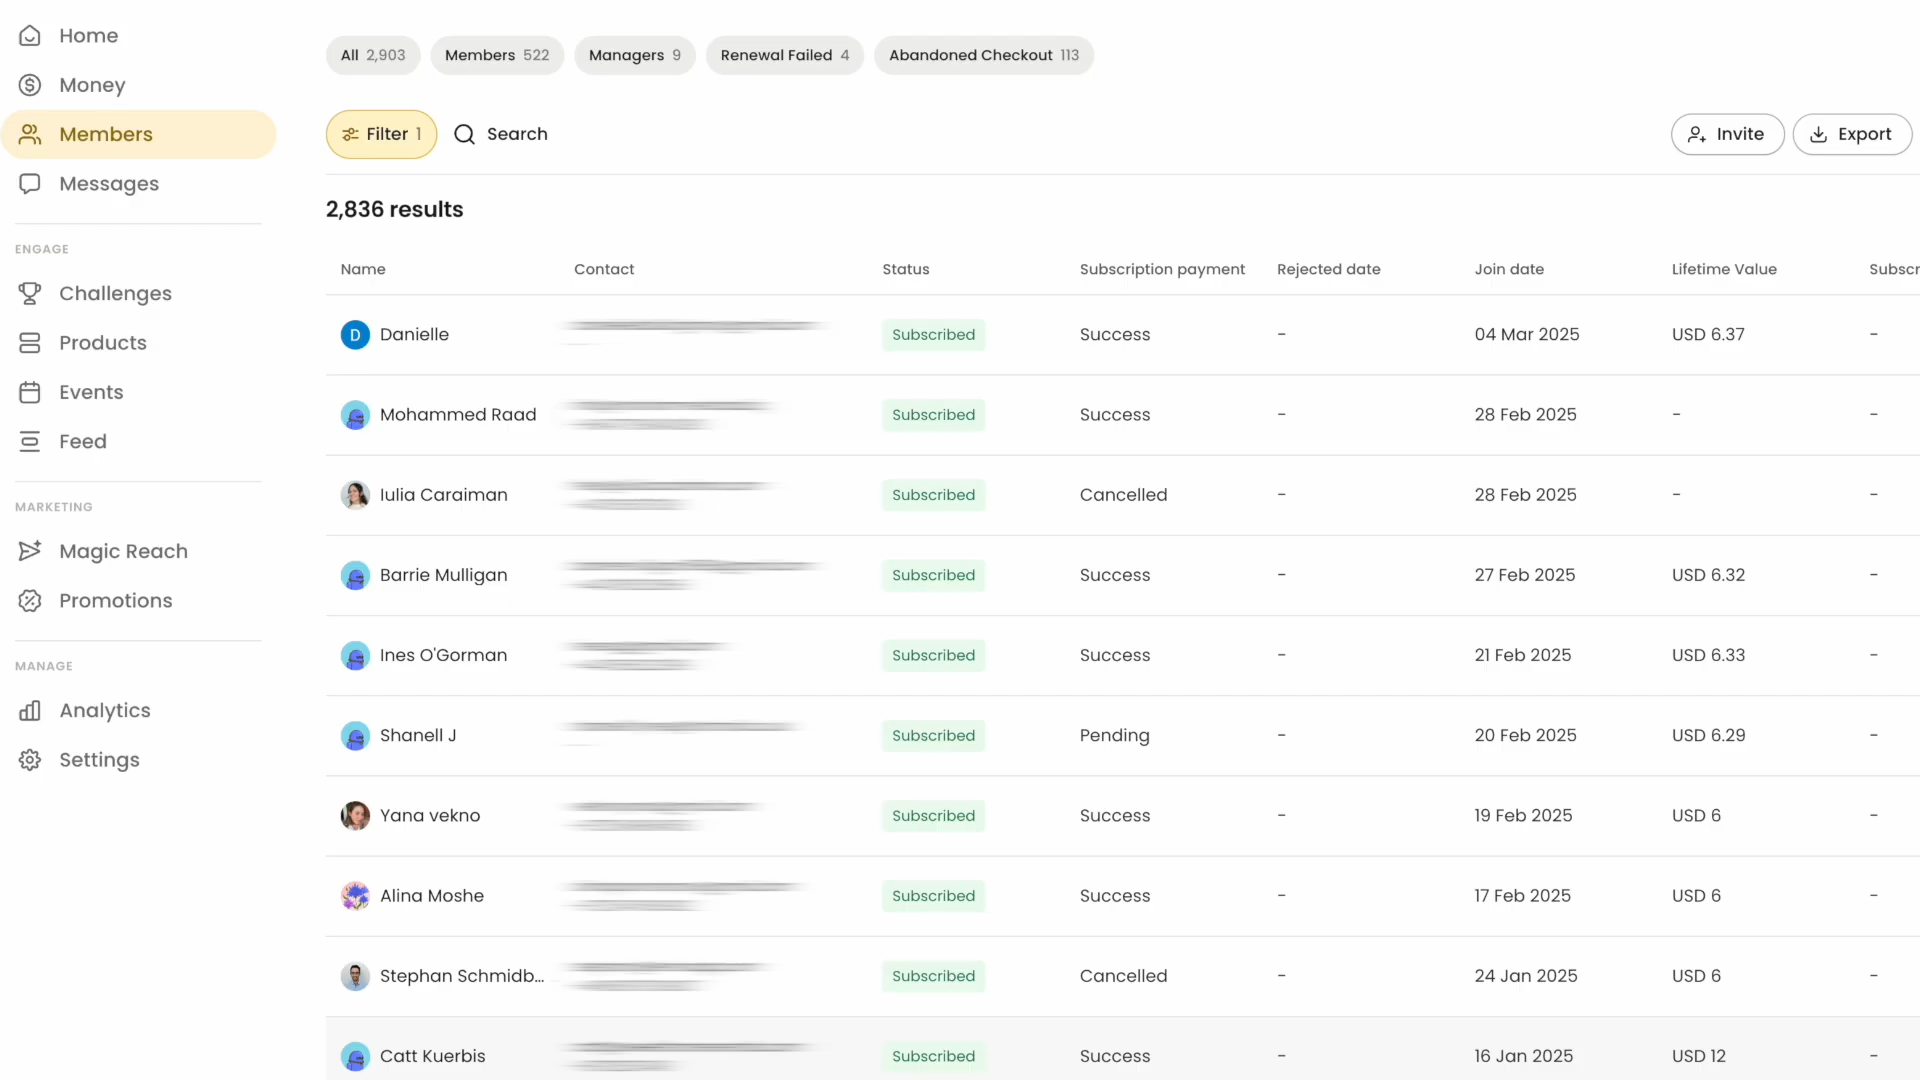 Home
Money
Members
Messages
ENGAGE
Challenges
Products
Events
Feed
MARKETING
Magic Reach
Promotions
MANAGE
Analytics
Settings
All 2,903 Members 522 Managers 9 Renewal Failed 4 Abandoned Checkout 113
Filter 1 Search Invite Export
2,836 results
Name Contact Status Subscription payment Rejected date Join date Lifetime Value Subscr
D Danielle Subscribed Success - 04 Mar 2025 USD 6.37 -
Mohammed Raad Subscribed Success - 28 Feb 2025 - -
Iulia Caraiman Subscribed Cancelled - 28 Feb 2025 - -
Barrie Mulligan Subscribed Success - 27 Feb 2025 USD 6.32 -
Ines O'Gorman Subscribed Success - 21 Feb 2025 USD 6.33 -
Shanell J Subscribed Pending - 20 Feb 2025 USD 6.29 -
Yana vekno Subscribed Success - 19 Feb 2025 USD 6 -
Alina Moshe Subscribed Success - 17 Feb 2025 USD 6 -
Stephan Schmidb... Subscribed Cancelled - 24 Jan 2025 USD 6 -
Catt Kuerbis Subscribed Success - 16 Jan 2025 USD 12 -